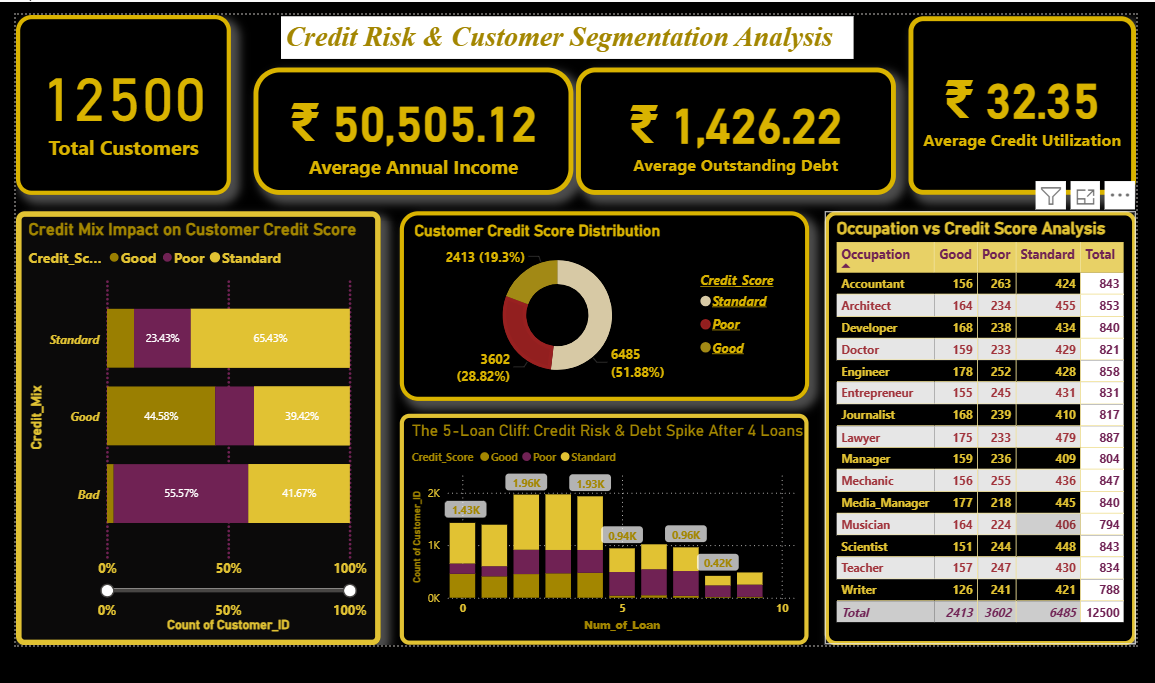 Credit Risk & Customer Segmentation Analysis
12500
Total Customers
₹ 50,505.12
Average Annual Income
₹ 1,426.22
Average Outstanding Debt
₹ 32.35
Average Credit Utilization
Credit Mix Impact on Customer Credit Score
Credit_Sc... Good Poor Standard
Credit_Mix
Standard 23.43% 65.43%
Good 44.58% 39.42%
Bad 55.57% 41.67%
0% 50% 100%
0% 50% 100%
Count of Customer_ID
Customer Credit Score Distribution
2413 (19.3%)
3602
(28.82%)
6485
(51.88%)
Credit_Score
Standard
Poor
Good
The 5-Loan Cliff: Credit Risk & Debt Spike After 4 Loans
Credit_Score Good Poor Standard
Count of Customer_ID
2K
1K
0K
1.43K 1.96K 1.93K 0.94K 0.96K 0.42K
0 5 10
Num_of_Loan
Occupation vs Credit Score Analysis
Occupation Good Poor Standard Total
Accountant 156 263 424 843
Architect 164 234 455 853
Developer 168 238 434 840
Doctor 159 233 429 821
Engineer 178 252 428 858
Entrepreneur 155 245 431 831
Journalist 168 239 410 817
Lawyer 175 233 479 887
Manager 159 236 409 804
Mechanic 156 255 436 847
Media_Manager 177 218 445 840
Musician 164 224 406 794
Scientist 151 244 448 843
Teacher 157 247 430 834
Writer 126 241 421 788
Total 2413 3602 6485 12500